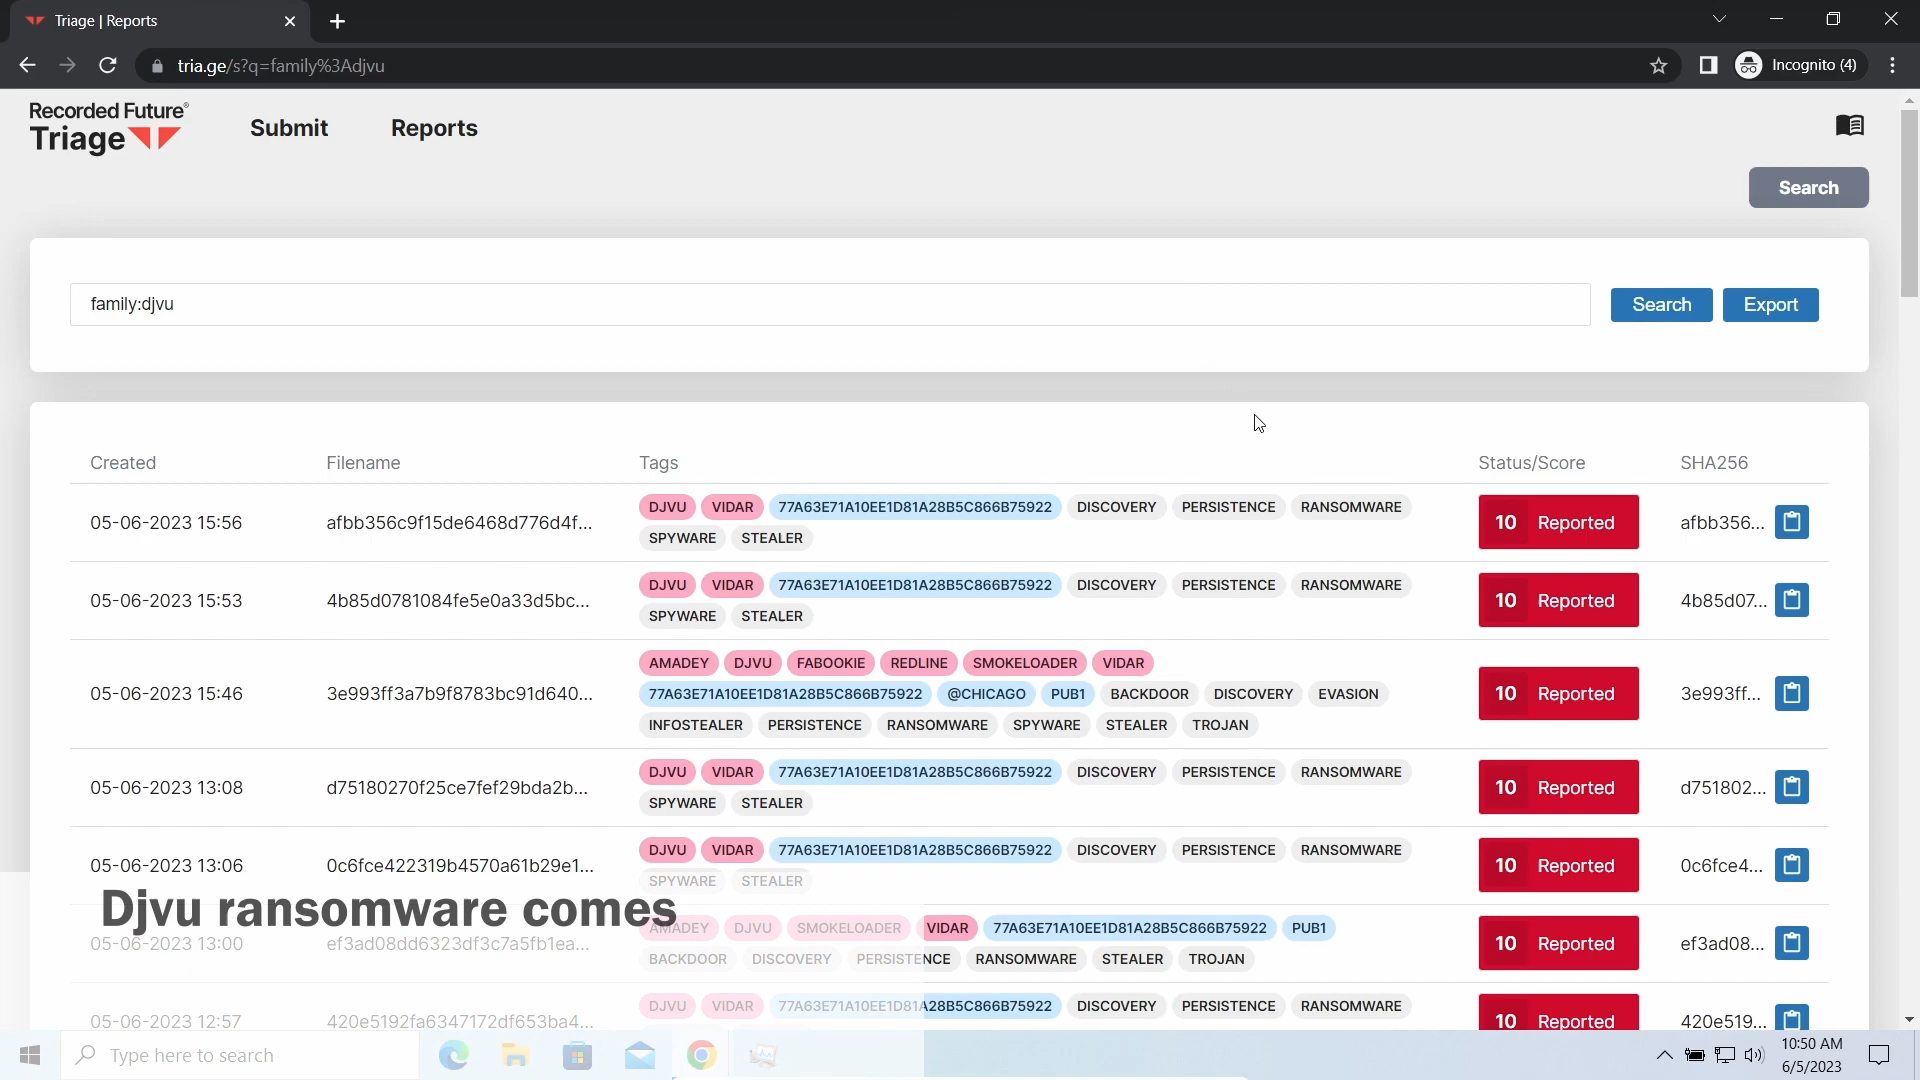 Triage | Reports
tria.ge/s?q=family%3Adjvu
Incognito (4)
Recorded Future®
Triage
Submit
Reports
Search
family:djvu
Search
Export
Created
Filename
Tags
Status/Score
SHA256
05-06-2023 15:56
afbb356c9f15de6468d776d4f...
DJVU VIDAR 77A63E71A10EE1D81A28B5C866B75922 DISCOVERY PERSISTENCE RANSOMWARE
SPYWARE STEALER
10 Reported
afbb356...
05-06-2023 15:53
4b85d0781084fe5e0a33d5bc...
DJVU VIDAR 77A63E71A10EE1D81A28B5C866B75922 DISCOVERY PERSISTENCE RANSOMWARE
SPYWARE STEALER
10 Reported
4b85d07...
05-06-2023 15:46
3e993ff3a7b9f8783bc91d640...
AMADEY DJVU FABOOKIE REDLINE SMOKELOADER VIDAR
77A63E71A10EE1D81A28B5C866B75922 @CHICAGO PUB1 BACKDOOR DISCOVERY EVASION
INFOSTEALER PERSISTENCE RANSOMWARE SPYWARE STEALER TROJAN
10 Reported
3e993ff...
05-06-2023 13:08
d75180270f25ce7fef29bda2b...
DJVU VIDAR 77A63E71A10EE1D81A28B5C866B75922 DISCOVERY PERSISTENCE RANSOMWARE
SPYWARE STEALER
10 Reported
d751802...
05-06-2023 13:06
0c6fce422319b4570a61b29e1...
DJVU VIDAR 77A63E71A10EE1D81A28B5C866B75922 DISCOVERY PERSISTENCE RANSOMWARE
SPYWARE STEALER
10 Reported
0c6fce4...
Djvu ransomware comes
05-06-2023 13:00
ef3ad08dd6323df3c7a5fb1ea...
AMADEY DJVU SMOKELOADER VIDAR 77A63E71A10EE1D81A28B5C866B75922 PUB1
BACKDOOR DISCOVERY PERSISTENCE RANSOMWARE STEALER TROJAN
10 Reported
ef3ad08...
05-06-2023 12:57
420e5192fa6347172df653ba4...
DJVU VIDAR 77A63E71A10EE1D81A28B5C866B75922 DISCOVERY PERSISTENCE RANSOMWARE
10 Reported
420e519...
Type here to search
10:50 AM
6/5/2023